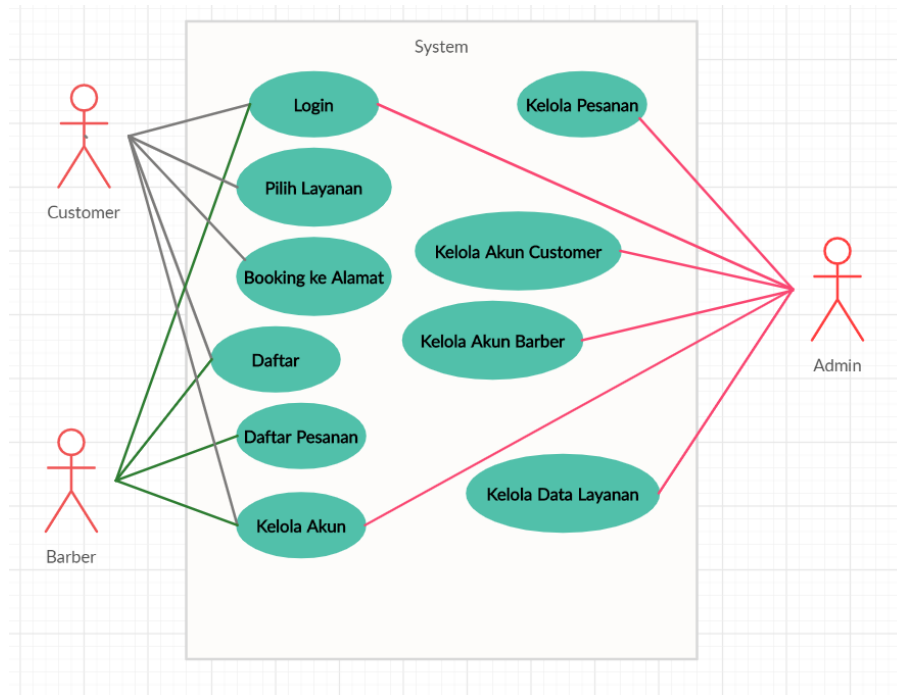 System
Login
Kelola Pesanan
Pilih Layanan
Customer
Kelola Akun Customer
Booking ke Alamat
Kelola Akun Barber
Daftar
Admin
Daftar Pesanan
Kelola Data Layanan
Kelola Akun
Barber